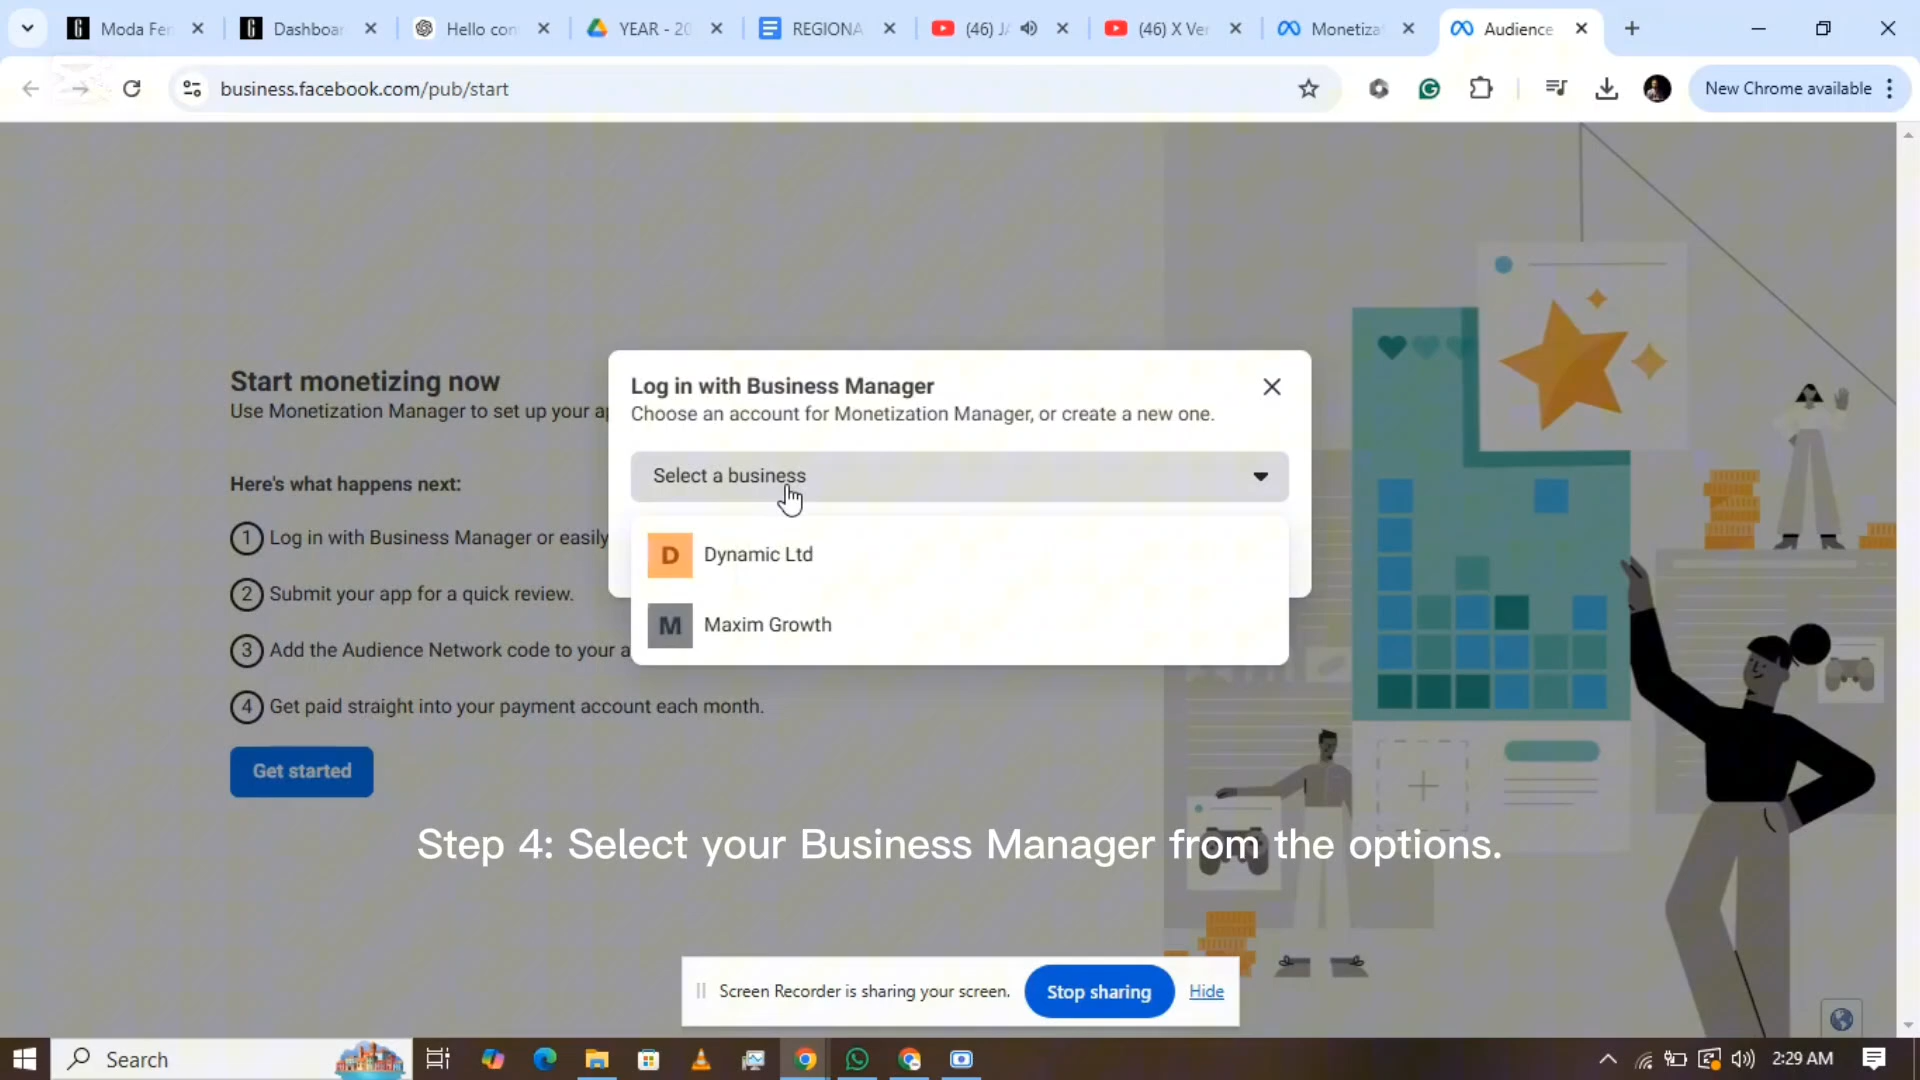 Moda Fer
Dashboar
Hello con
YEAR - 20
REGIONA
(46) JA
(46) X Ver
Monetiza
Audience
business.facebook.com/pub/start
New Chrome available
Start monetizing now
Use Monetization Manager to set up your a
Here's what happens next:
1 Log in with Business Manager or easily
2 Submit your app for a quick review.
3 Add the Audience Network code to your a
4 Get paid straight into your payment account each month.
Get started
Log in with Business Manager
Choose an account for Monetization Manager, or create a new one.
Select a business
D Dynamic Ltd
M Maxim Growth
Step 4: Select your Business Manager from the options.
Screen Recorder is sharing your screen.
Stop sharing
Hide
Search
2:29 AM